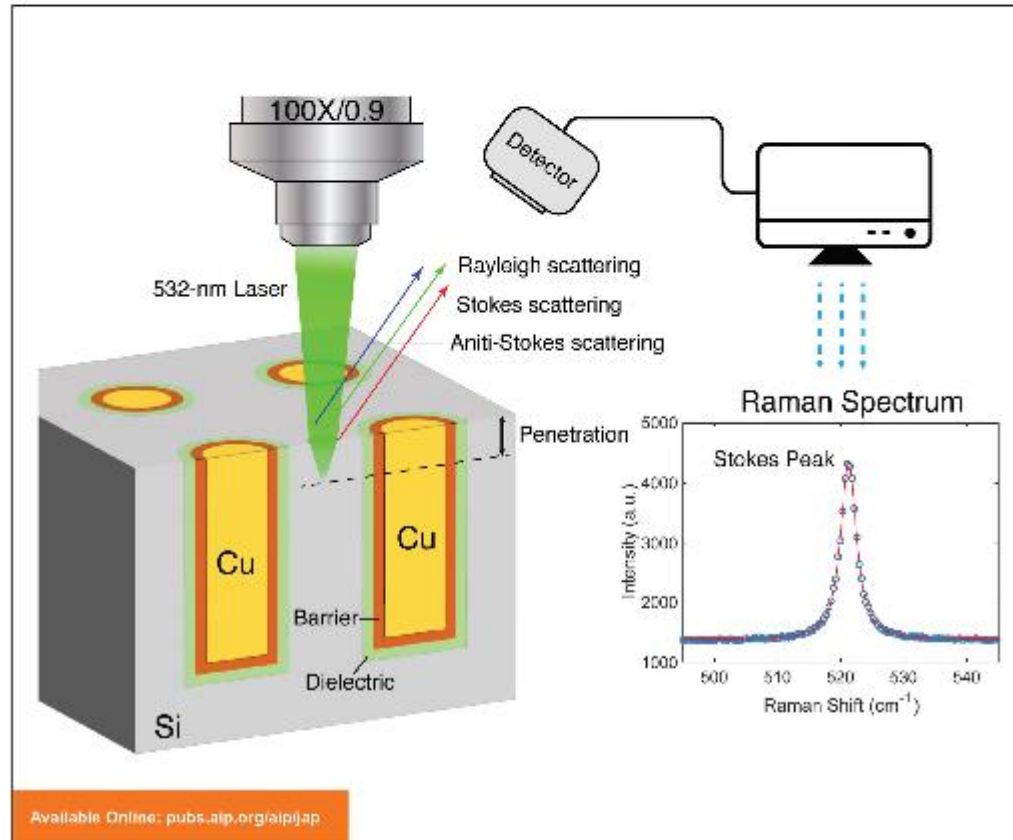 100X/0.9
Detector
532-nm Laser
Rayleigh scattering
Stokes scattering
Aniti-Stokes scattering
Penetration
Cu
Cu
Barrier
Dielectric
Si
Raman Spectrum
Stokes Peak
Intensity (a.u.)
5000
4000
3000
2000
1000
500
510
520
530
540
Raman Shift (cm⁻¹)
Available Online: pubs.aip.org/aip/jap